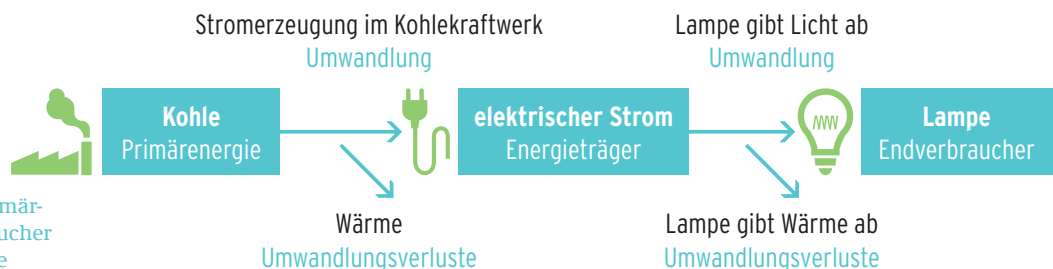 Stromerzeugung im Kohlekraftwerk
Umwandlung
Lampe gibt Licht ab
Umwandlung
Kohle
Primärenergie
elektrischer Strom
Energieträger
Lampe
Endverbraucher
Wärme
Umwandlungsverluste
Lampe gibt Wärme ab
Umwandlungsverluste